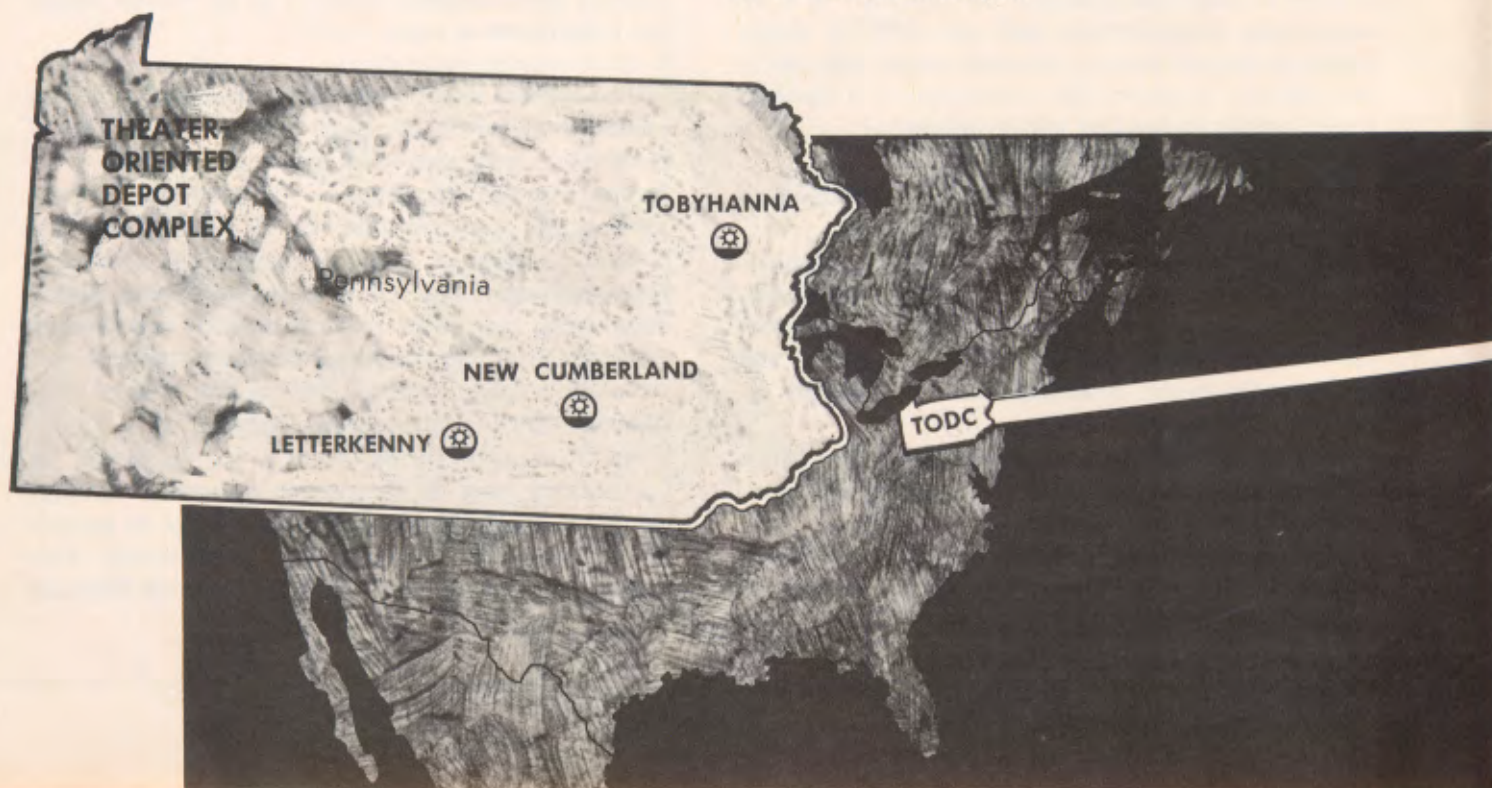 THEATER-
ORIENTED
DEPOT
COMPLEX
TOBYHANNA
Pennsylvania
NEW CUMBERLAND
LETTERKENNY
TODC